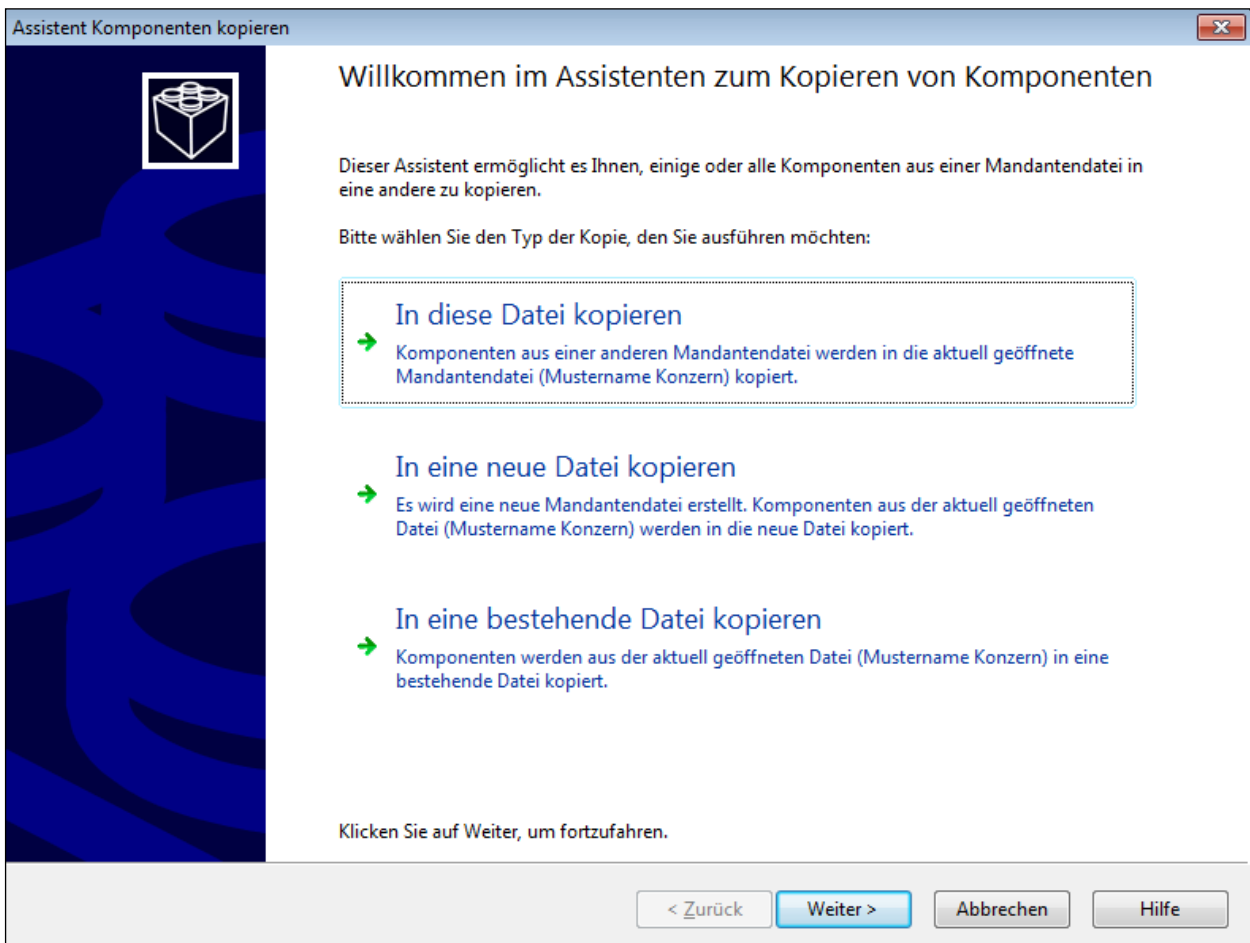 Assistent Komponenten kopieren
Willkommen im Assistenten zum Kopieren von Komponenten
Dieser Assistent ermöglicht es Ihnen, einige oder alle Komponenten aus einer Mandantendatei in
eine andere zu kopieren.
Bitte wählen Sie den Typ der Kopie, den Sie ausführen möchten:
In diese Datei kopieren
Komponenten aus einer anderen Mandantendatei werden in die aktuell geöffnete
Mandantendatei (Mustername Konzern) kopiert.
In eine neue Datei kopieren
Es wird eine neue Mandantendatei erstellt. Komponenten aus der aktuell geöffneten
Datei (Mustername Konzern) werden in die neue Datei kopiert.
In eine bestehende Datei kopieren
Komponenten werden aus der aktuell geöffneten Datei (Mustername Konzern) in eine
bestehende Datei kopiert.
Klicken Sie auf Weiter, um fortzufahren.
< Zurück Weiter > Abbrechen Hilfe